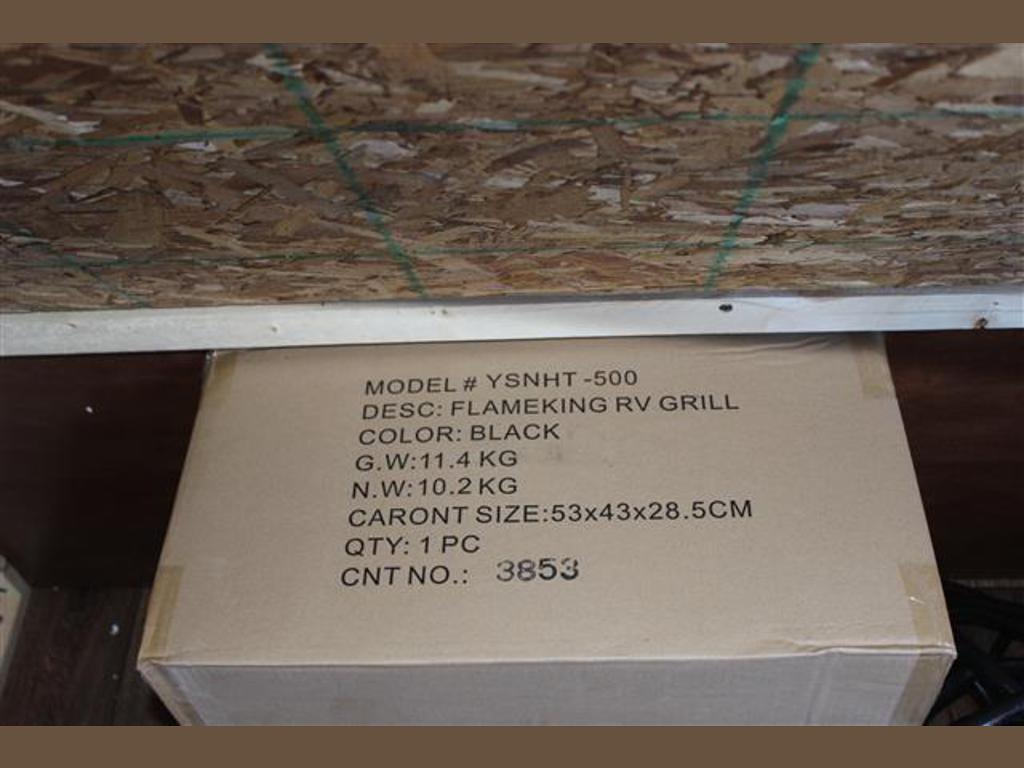 MODEL # YSNHT -500
DESC: FLAMEKING RV GRILL
COLOR: BLACK
G.W:11.4 KG
N.W:10.2 KG
CARONT SIZE:53x43x28.5CM
QTY: 1 PC
CNT NO.: 3853